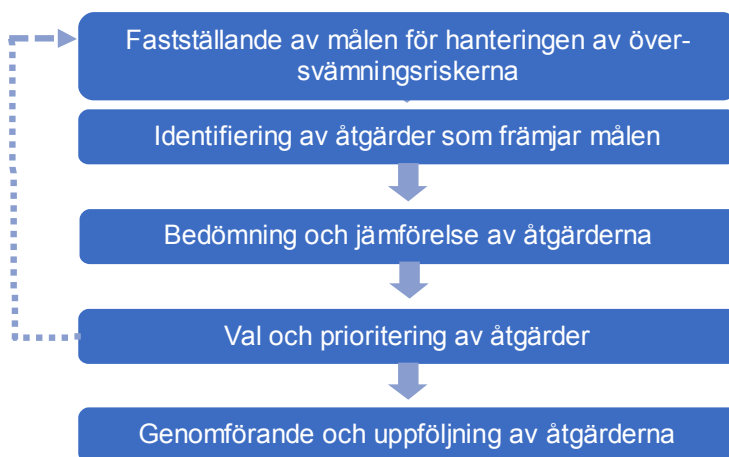 Fastställande av målen för hanteringen av över-
svämningsriskerna
Identifiering av åtgärder som främjar målen
Bedömning och jämförelse av åtgärderna
Val och prioritering av åtgärder
Genomförande och uppföljning av åtgärderna